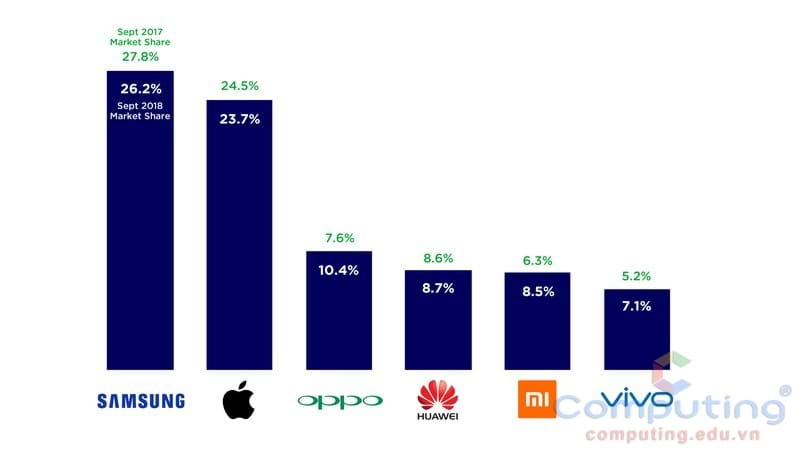 Sept 2017
Market Share
27.8%
26.2%
Sept 2018
Market Share
24.5%
23.7%
7.6%
10.4%
8.6%
8.7%
6.3%
8.5%
5.2%
7.1%
SAMSUNG
oppo
HUAWEI
MI
vivo
Computing®
computing.edu.vn